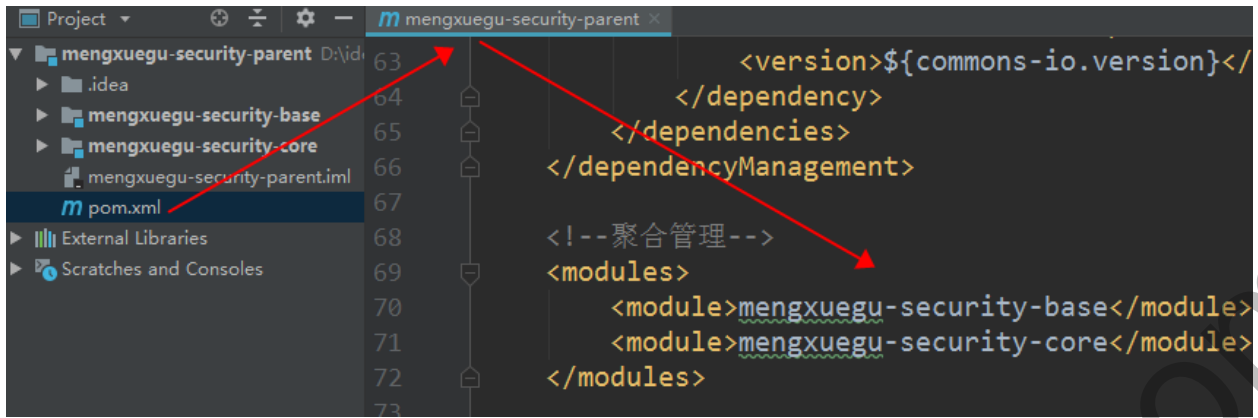 Project
mengxuegu-security-parent
mengxuegu-security-parent D:\id
.idea
mengxuegu-security-base
mengxuegu-security-core
mengxuegu-security-parent.iml
pom.xml
External Libraries
Scratches and Consoles
63 <version>${commons-io.version}</
64 </dependency>
65 </dependencies>
66 </dependencyManagement>
67
68 <!--聚合管理-->
69 <modules>
70 <module>mengxuegu-security-base</module>
71 <module>mengxuegu-security-core</module>
72 </modules>
73